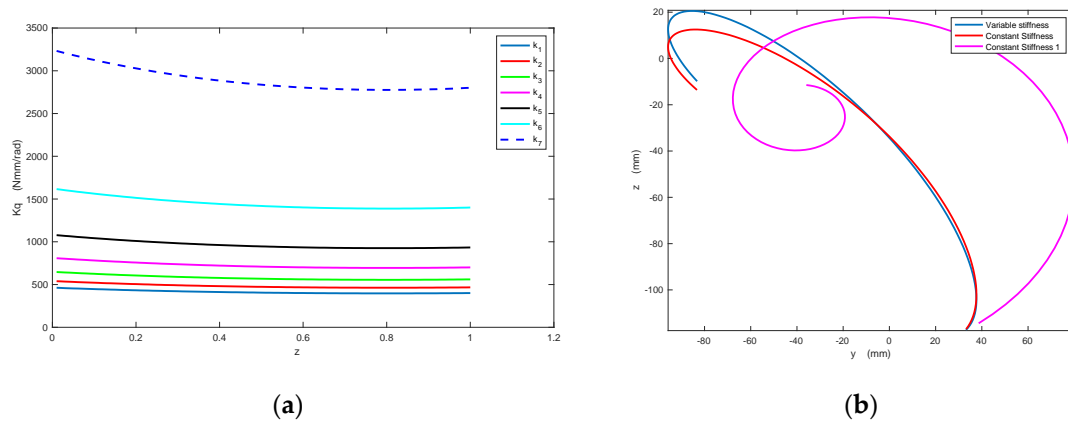 3500
3000
2500
2000
1500
1000
500
0
Kq (Nmm/rad)
0 0.2 0.4 0.6 0.8 1 1.2
z
k1
k2
k3
k4
k5
k6
k7
(a)
20
0
-20
-40
-60
-80
-100
z (mm)
-80 -60 -40 -20 0 20 40 60
y (mm)
Variable stiffness
Constant Stiffness
Constant Stiffness 1
(b)